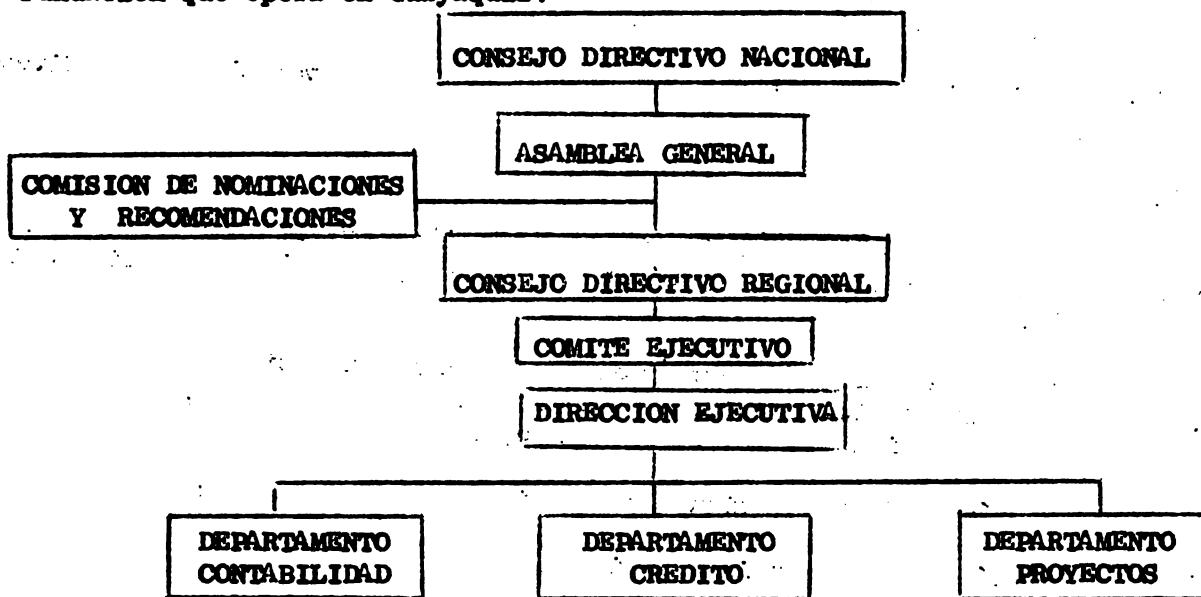 CONSEJO DIRECTIVO NACIONAL
ASAMBLEA GENERAL
COMISION DE NOMINACIONES
Y RECOMENDACIONES
CONSEJO DIRECTIVO REGIONAL
COMITE EJECUTIVO
DIRECCION EJECUTIVA
DEPARTAMENTO
CONTABILIDAD
DEPARTAMENTO
CREDITO
DEPARTAMENTO
PROYECTOS